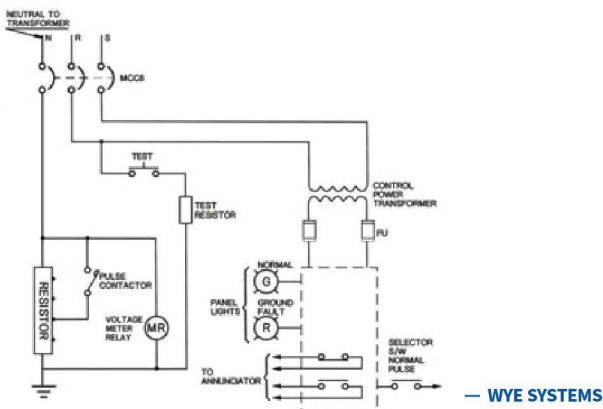 NEUTRAL TO
TRANSFORMER
N R S
MCCB
TEST
TEST
RESISTOR
CONTROL
POWER
TRANSFORMER
FU
PULSE
CONTACTOR
RESISTOR
VOLTAGE
METER
RELAY
MR
NORMAL
G
PANEL
LIGHTS
GROUND
FAULT
R
TO
ANNUNCIATOR
SELECTOR
S/W
NORMAL
PULSE
— WYE SYSTEMS